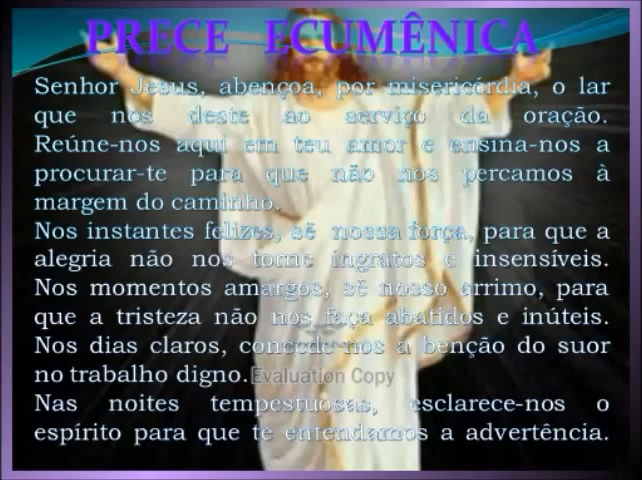 PRECE ECUMÊNICA
Senhor Jesus, abençoa, por misericórdia, o lar
que nos deste ao serviço da oração.
Reúne-nos aqui em teu amor e ensina-nos a
procurar-te para que não nos percamos à
margem do caminho.
Nos instantes felizes, sê nossa força, para que a
alegria não nos torne ingratos e insensíveis.
Nos momentos amargos, sê nosso arrimo, para
que a tristeza não nos faça abatidos e inúteis.
Nos dias claros, concede-nos a benção do suor
no trabalho digno.
Evaluation Copy
Nas noites tempestuosas, esclarece-nos o
espírito para que te entendamos a advertência.